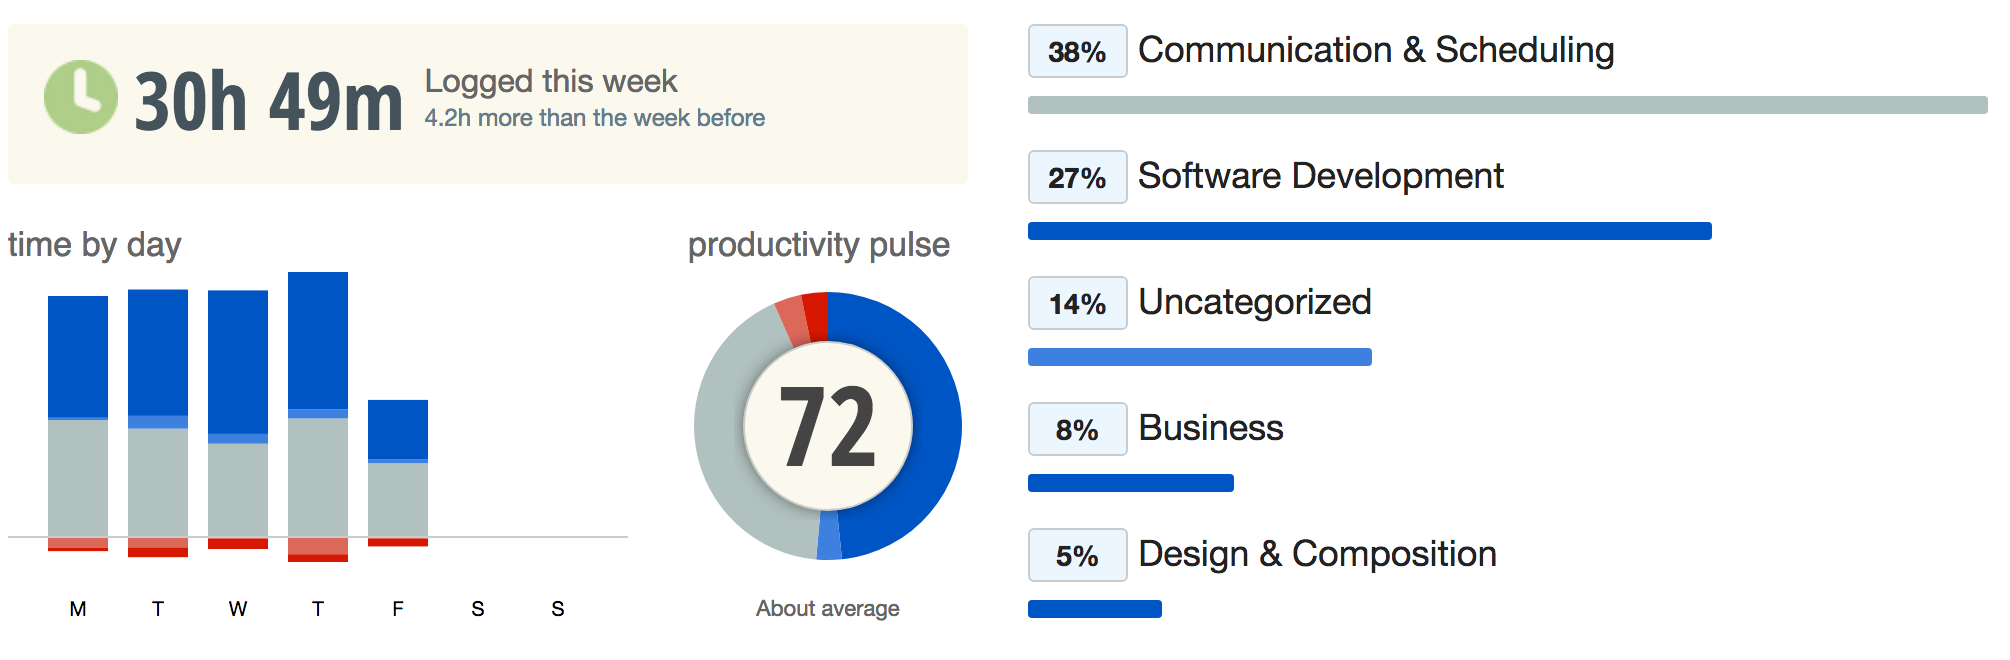 30h 49m
Logged this week
4.2h more than the week before
time by day
M T W T F S S
productivity pulse
72
About average
38% Communication & Scheduling
27% Software Development
14% Uncategorized
8% Business
5% Design & Composition